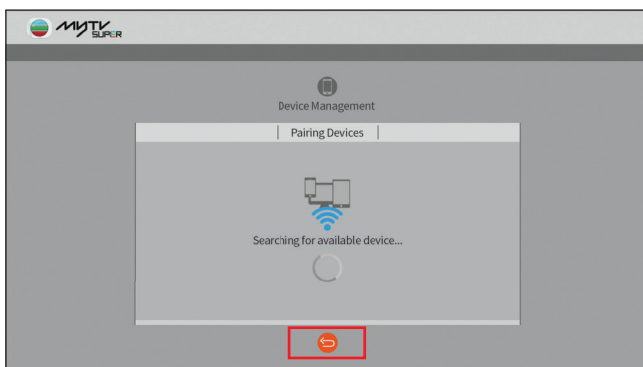 myTV
SUPER
Device Management
Pairing Devices
Searching for available device...